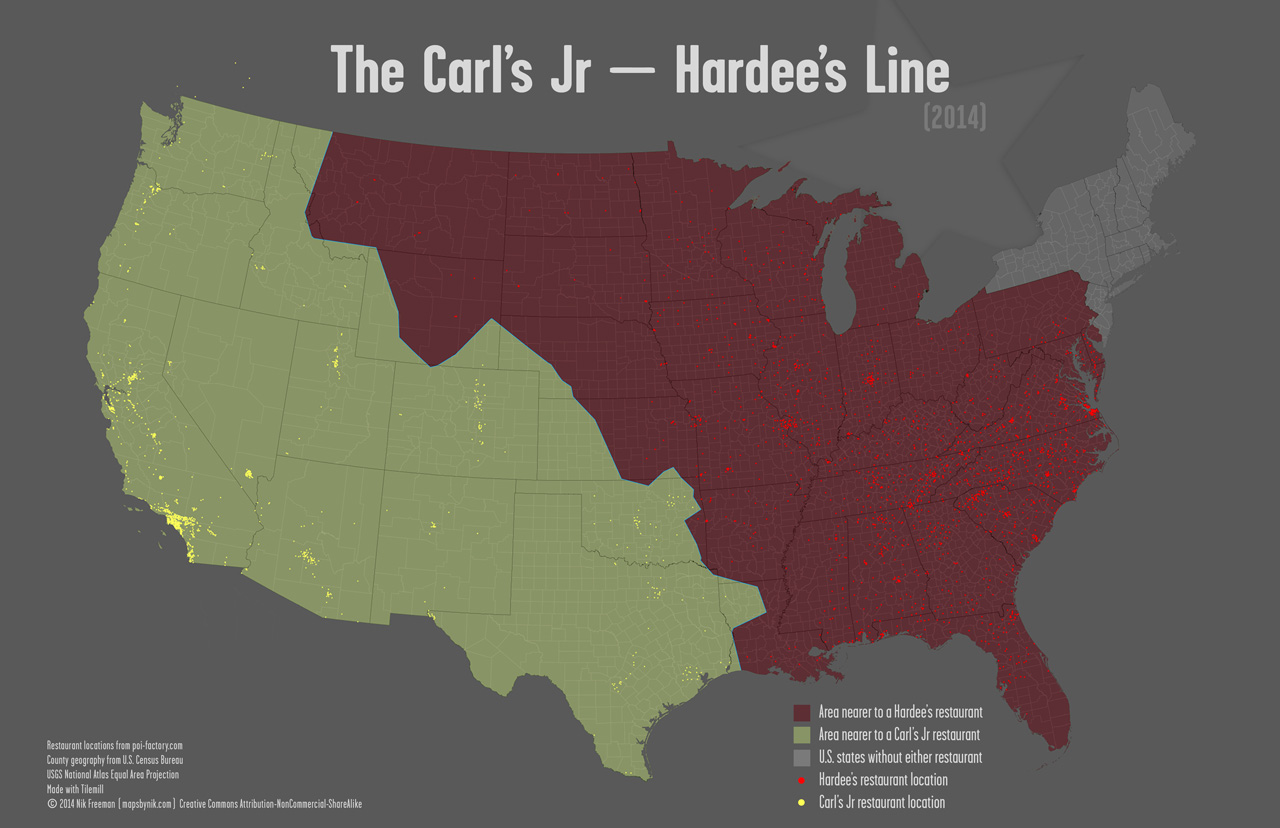 The Carl's Jr — Hardee's Line
(2014)
Area nearer to a Hardee's restaurant
Area nearer to a Carl's Jr restaurant
U.S. states without either restaurant
Hardee's restaurant location
Carl's Jr restaurant location
Restaurant locations from poi-factory.com
County geography from U.S. Census Bureau
USGS National Atlas Equal Area Projection
Made with Tilemill
© 2014 Nik Freeman [mapsbynik.com] Creative Commons Attribution-NonCommercial-ShareAlike